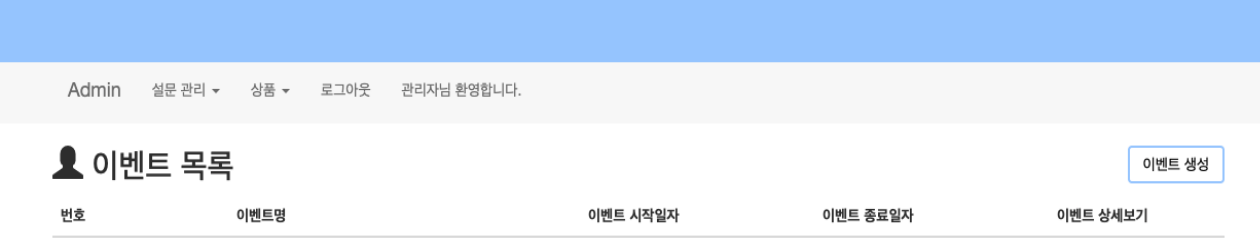 Admin 설문 관리 상품 로그아웃 관리자님 환영합니다.
이벤트 목록 이벤트 생성
번호 이벤트명 이벤트 시작일자 이벤트 종료일자 이벤트 상세보기